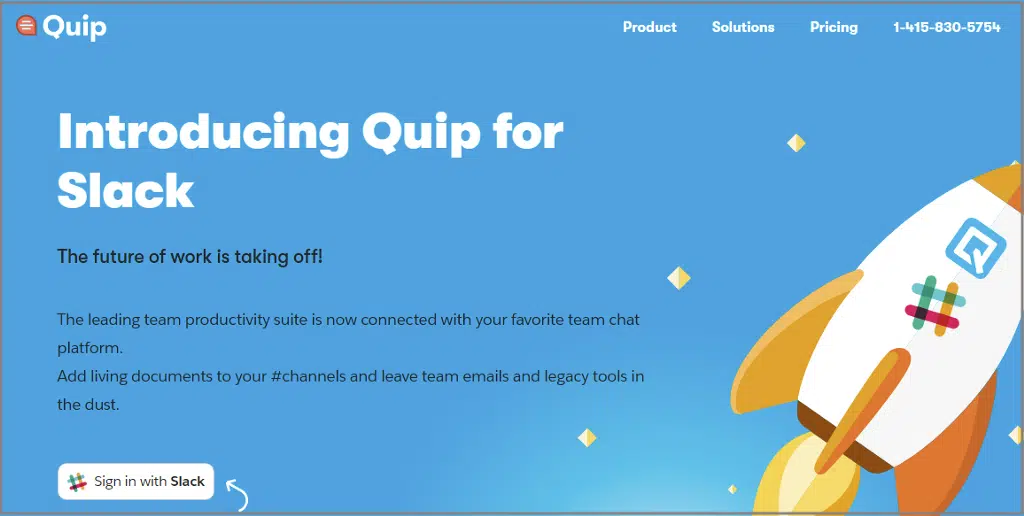 Quip
Product Solutions Pricing 1-415-830-5754
Introducing Quip for
Slack
The future of work is taking off!
The leading team productivity suite is now connected with your favorite team chat
platform.
Add living documents to your #channels and leave team emails and legacy tools in
the dust.
Sign in with Slack